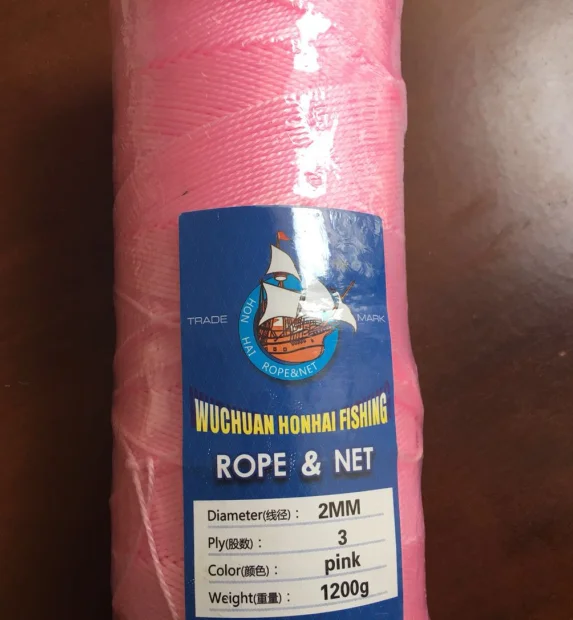 TRADE MARK
HON HAI ROPE&NET
WUCHUAN HONHAI FISHING
ROPE & NET
Diameter(线径)： 2MM
Ply(股数)： 3
Color(颜色)： pink
Weight(重量)： 1200g